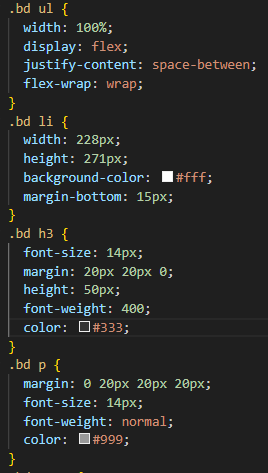 .bd ul {
width: 100%;
display: flex;
justify-content: space-between;
flex-wrap: wrap;
}
.bd li {
width: 228px;
height: 271px;
background-color: #fff;
margin-bottom: 15px;
}
.bd h3 {
font-size: 14px;
margin: 20px 20px 0;
height: 50px;
font-weight: 400;
color: #333;
}
.bd p {
margin: 0 20px 20px 20px;
font-size: 14px;
font-weight: normal;
color: #999;
}